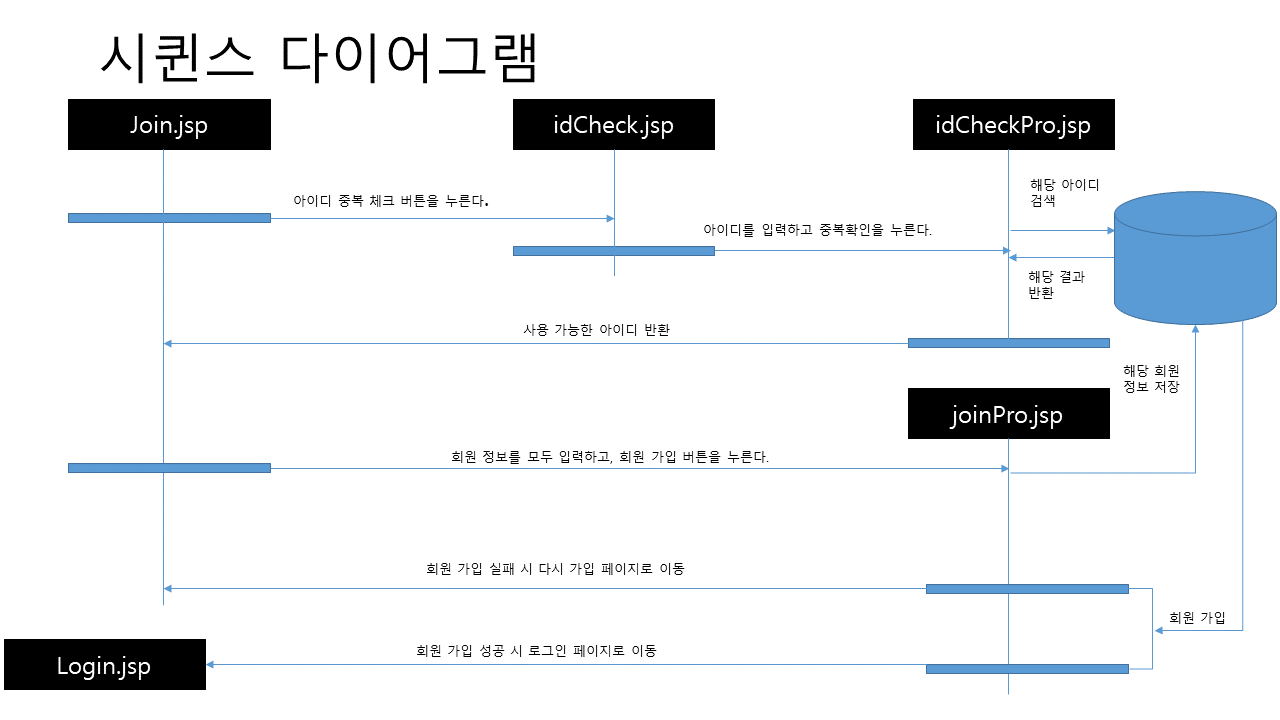 시퀸스 다이어그램
Join.jsp
idCheck.jsp
idCheckPro.jsp
해당 아이디
검색
아이디 중복 체크 버튼을 누른다.
아이디를 입력하고 중복확인을 누른다.
해당 결과
반환
사용 가능한 아이디 반환
해당 회원
정보 저장
joinPro.jsp
회원 정보를 모두 입력하고, 회원 가입 버튼을 누른다.
회원 가입 실패 시 다시 가입 페이지로 이동
회원 가입
회원 가입 성공 시 로그인 페이지로 이동
Login.jsp